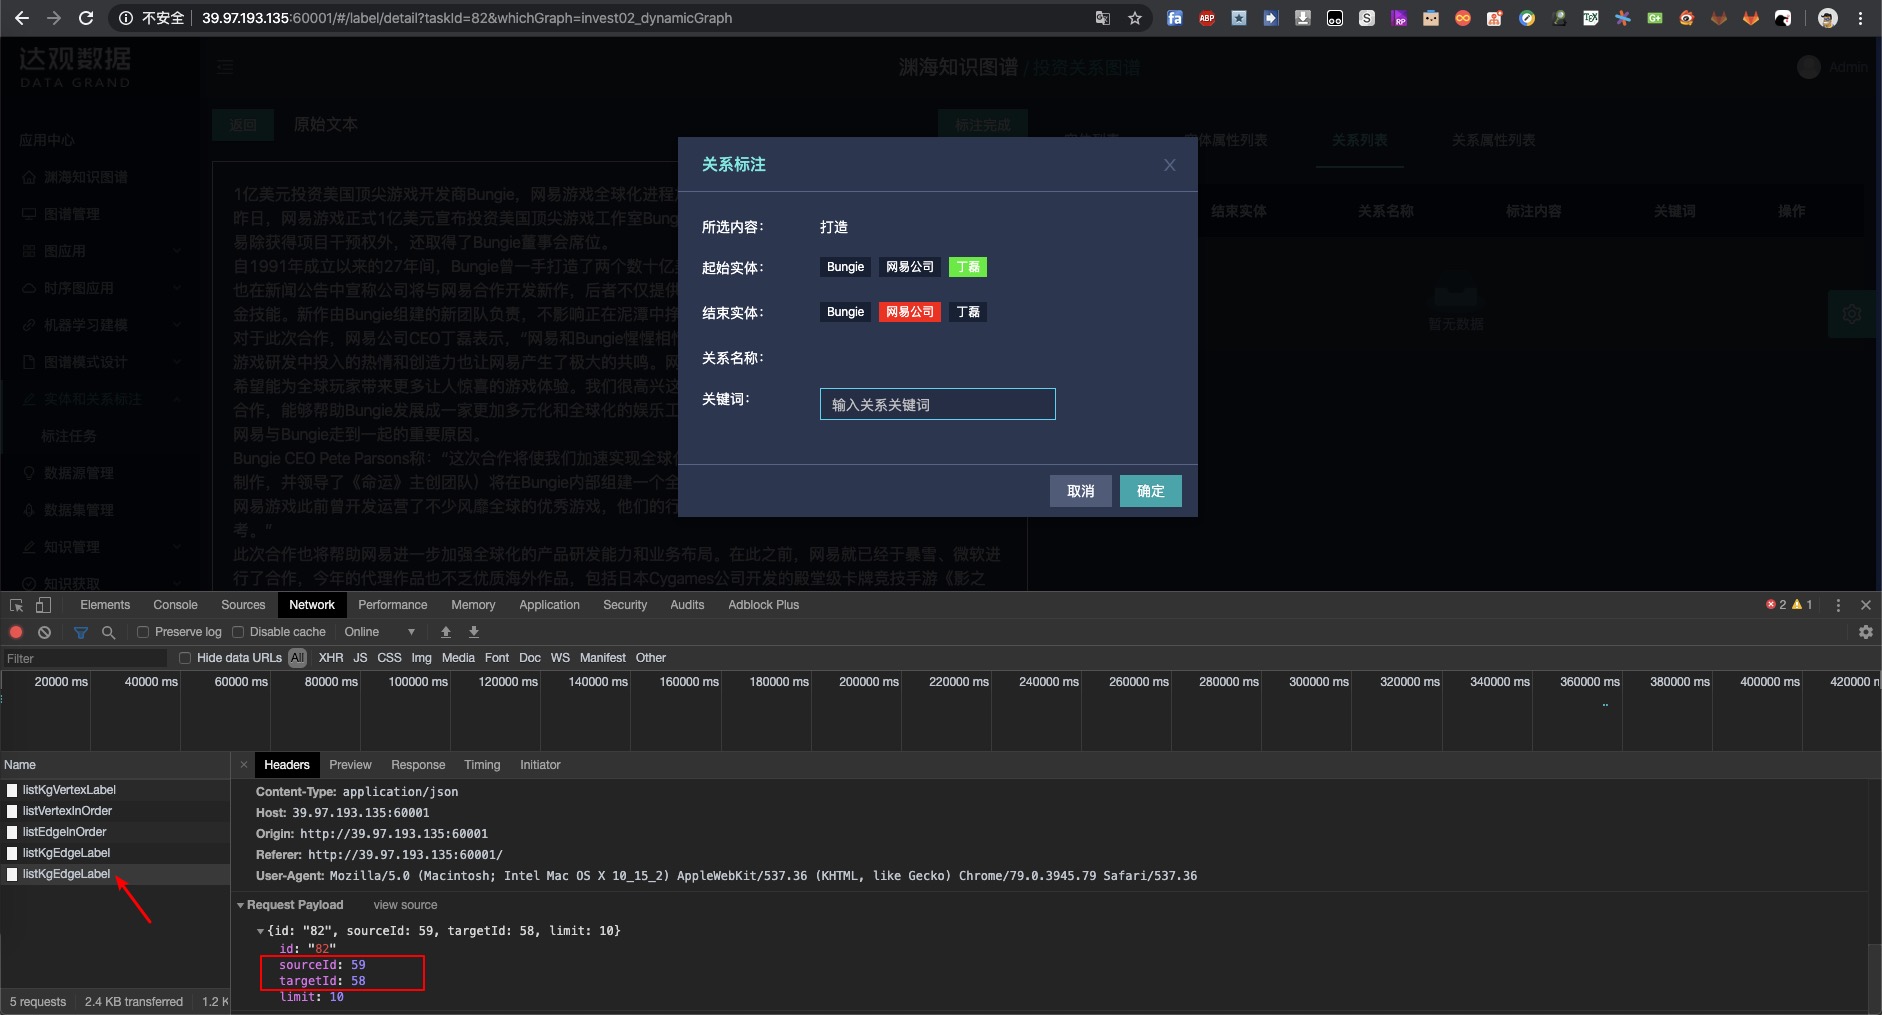 不安全 39.97.193.135:60001/#/label/detail?taskId=82&whichGraph=invest02_dynamicGraph
达观数据
DATA GRAND
渊海知识图谱 / 投资关系图谱
Admin
应用中心
渊海知识图谱
图谱管理
图应用
时序图应用
机器学习建模
图谱模式设计
实体和关系标注
标注任务
数据源管理
数据集管理
知识管理
知识获取
返回
原始文本
标注完成
1亿美元投资美国顶尖游戏开发商Bungie，网易游戏全球化进程
昨日，网易游戏正式1亿美元宣布投资美国顶尖游戏工作室Bung
易除获得项目干预权外，还取得了Bungie董事会席位。
自1991年成立以来的27年间，Bungie曾一手打造了两个数十亿
也在新闻公告中宣称公司将与网易合作开发新作，后者不仅提供
金技能。新作由Bungie组建的新团队负责，不影响正在泥潭中挣
对于此次合作，网易公司CEO丁磊表示，“网易和Bungie惺惺相
游戏研发中投入的热情和创造力也让网易产生了极大的共鸣。网
希望能为全球玩家带来更多让人惊喜的游戏体验。我们很高兴这
合作，能够帮助Bungie发展成一家更加多元化和全球化的娱乐工
网易与Bungie走到一起的重要原因。
Bungie CEO Pete Parsons称：“这次合作将使我们加速实现全球
制作，并领导了《命运》主创团队）将在Bungie内部组建一个全
网易游戏此前曾开发运营了不少风靡全球的优秀游戏，他们的行
考。”
此次合作也将帮助网易进一步加强全球化的产品研发能力和业务布局。在此之前，网易就已经于暴雪、微软进
行了合作，今年的代理作品也不乏优质海外作品，包括日本Cygames公司开发的殿堂级卡牌竞技手游《影之
实体列表
体属性列表
关系列表
关系属性列表
结束实体 关系名称 标注内容 关键词 操作
暂无数据
关系标注
所选内容： 打造
起始实体： Bungie 网易公司 丁磊
结束实体： Bungie 网易公司 丁磊
关系名称：
关键词： 输入关系关键词
取消 确定
Elements Console Sources Network Performance Memory Application Security Audits Adblock Plus 2 1
Preserve log Disable cache Online
Filter Hide data URLs All XHR JS CSS Img Media Font Doc WS Manifest Other
20000 ms 40000 ms 60000 ms 80000 ms 100000 ms 120000 ms 140000 ms 160000 ms 180000 ms 200000 ms 220000 ms 240000 ms 260000 ms 280000 ms 300000 ms 320000 ms 340000 ms 360000 ms 380000 ms 400000 ms 420000 m
Name
listKgVertexLabel
listVertexInOrder
listEdgeInOrder
listKgEdgeLabel
listKgEdgeLabel
5 requests 2.4 KB transferred 1.2 K
Headers Preview Response Timing Initiator
Content-Type: application/json
Host: 39.97.193.135:60001
Origin: http://39.97.193.135:60001
Referer: http://39.97.193.135:60001/
User-Agent: Mozilla/5.0 (Macintosh; Intel Mac OS X 10_15_2) AppleWebKit/537.36 (KHTML, like Gecko) Chrome/79.0.3945.79 Safari/537.36
Request Payload view source
{id: "82", sourceId: 59, targetId: 58, limit: 10}
id: "82"
sourceId: 59
targetId: 58
limit: 10